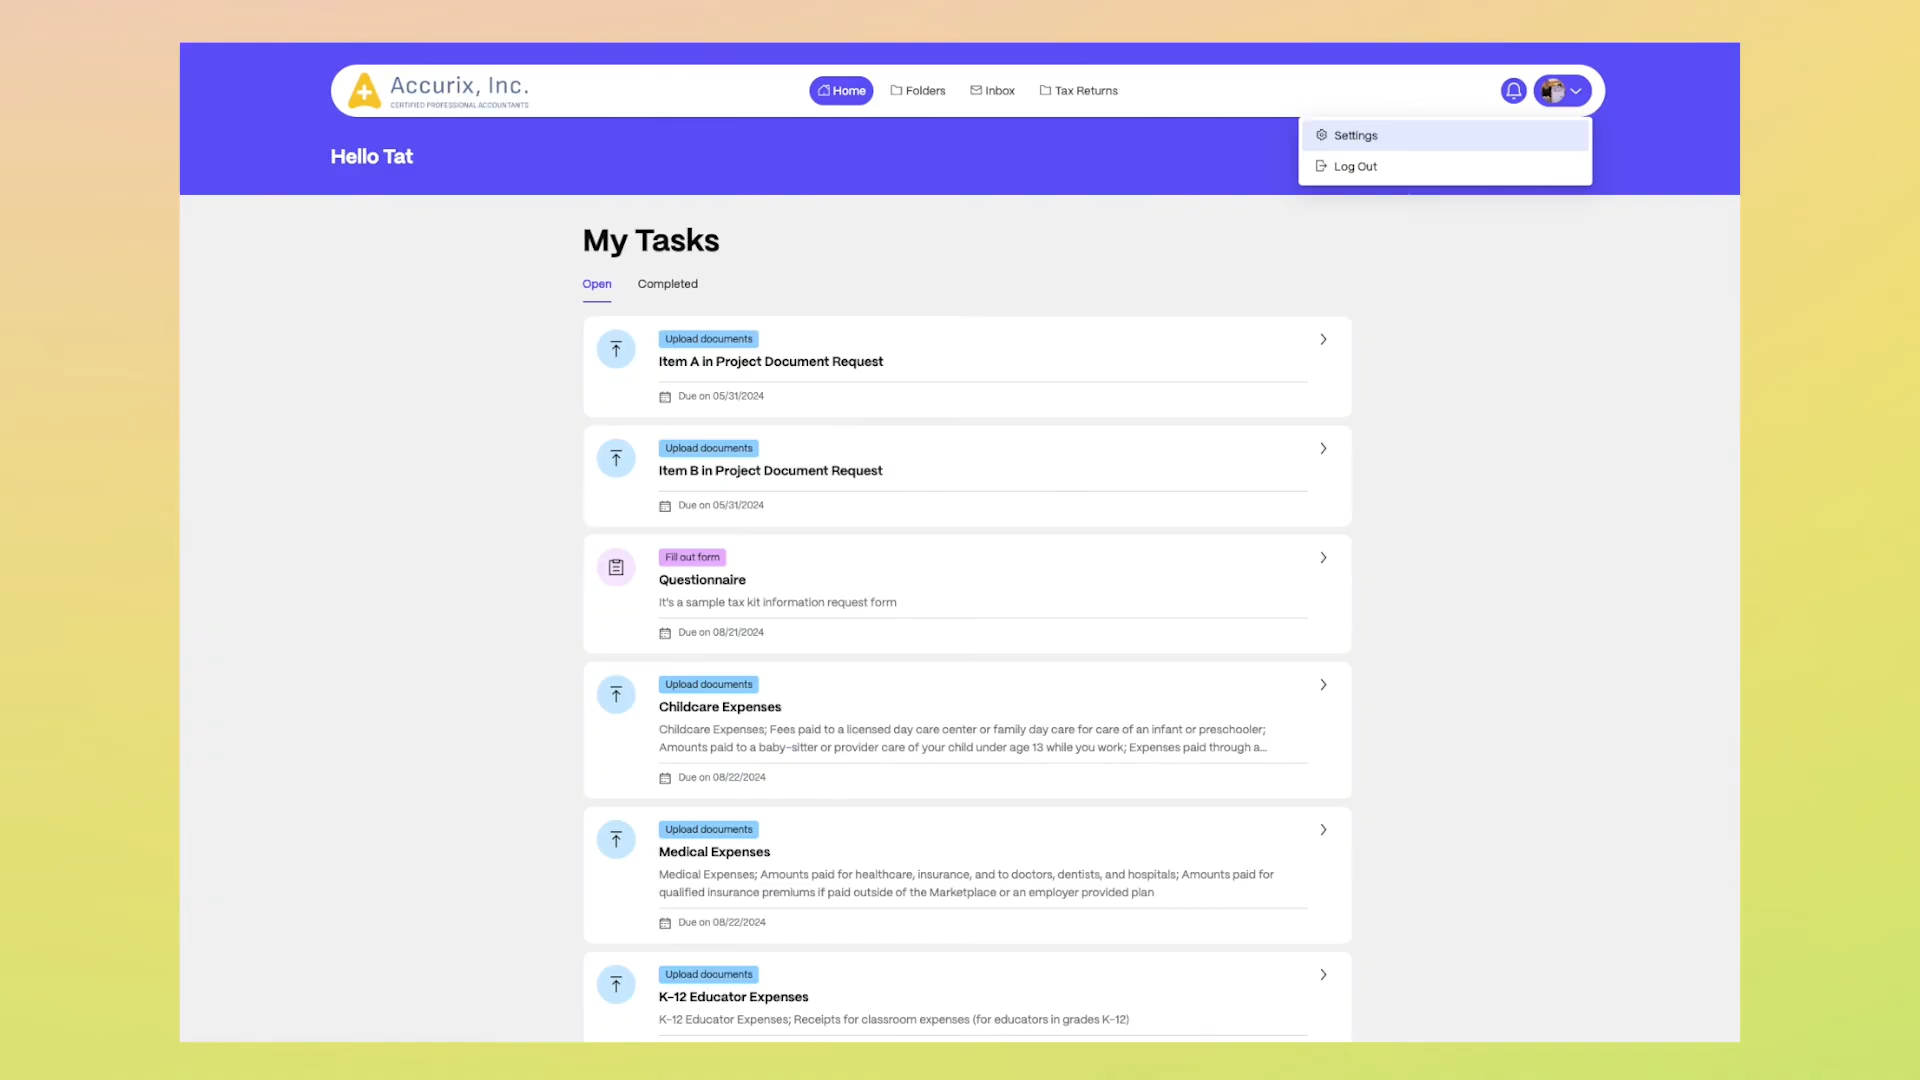 Accurix, Inc.
CERTIFIED PROFESSIONAL ACCOUNTANTS
Home
Folders
Inbox
Tax Returns
Settings
Log Out
Hello Tat
My Tasks
Open
Completed
Upload documents
Item A in Project Document Request
Due on 05/31/2024
Upload documents
Item B in Project Document Request
Due on 05/31/2024
Fill out form
Questionnaire
It's a sample tax kit information request form
Due on 08/21/2024
Upload documents
Childcare Expenses
Childcare Expenses; Fees paid to a licensed day care center or family day care for care of an infant or preschooler;
Amounts paid to a baby-sitter or provider care of your child under age 13 while you work; Expenses paid through a...
Due on 08/22/2024
Upload documents
Medical Expenses
Medical Expenses; Amounts paid for healthcare, insurance, and to doctors, dentists, and hospitals; Amounts paid for
qualified insurance premiums if paid outside of the Marketplace or an employer provided plan
Due on 08/22/2024
Upload documents
K-12 Educator Expenses
K-12 Educator Expenses; Receipts for classroom expenses (for educators in grades K-12)